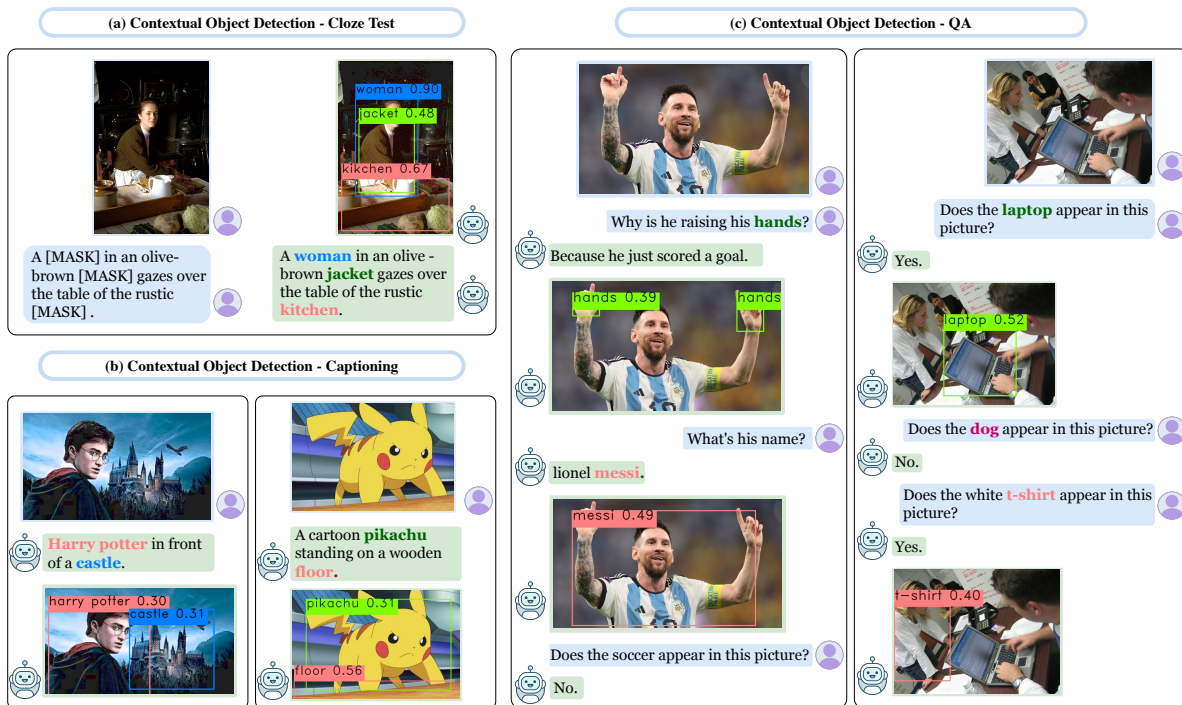 (a) Contextual Object Detection - Cloze Test
woman 0.90
jacket 0.48
kikchen 0.67
A [MASK] in an olive-
brown [MASK] gazes over
the table of the rustic
[MASK] .
A woman in an olive -
brown jacket gazes over
the table of the rustic
kitchen.
(b) Contextual Object Detection - Captioning
Harry potter in front
of a castle.
harry potter 0.30
castle 0.31
A cartoon pikachu
standing on a wooden
floor.
pikachu 0.31
floor 0.56
(c) Contextual Object Detection - QA
Why is he raising his hands?
Because he just scored a goal.
hands 0.39
hands
What's his name?
lionel messi.
messi 0.49
Does the soccer appear in this picture?
No.
Does the laptop appear in this
picture?
Yes.
laptop 0.52
Does the dog appear in this picture?
No.
Does the white t-shirt appear in this
picture?
Yes.
t-shirt 0.40